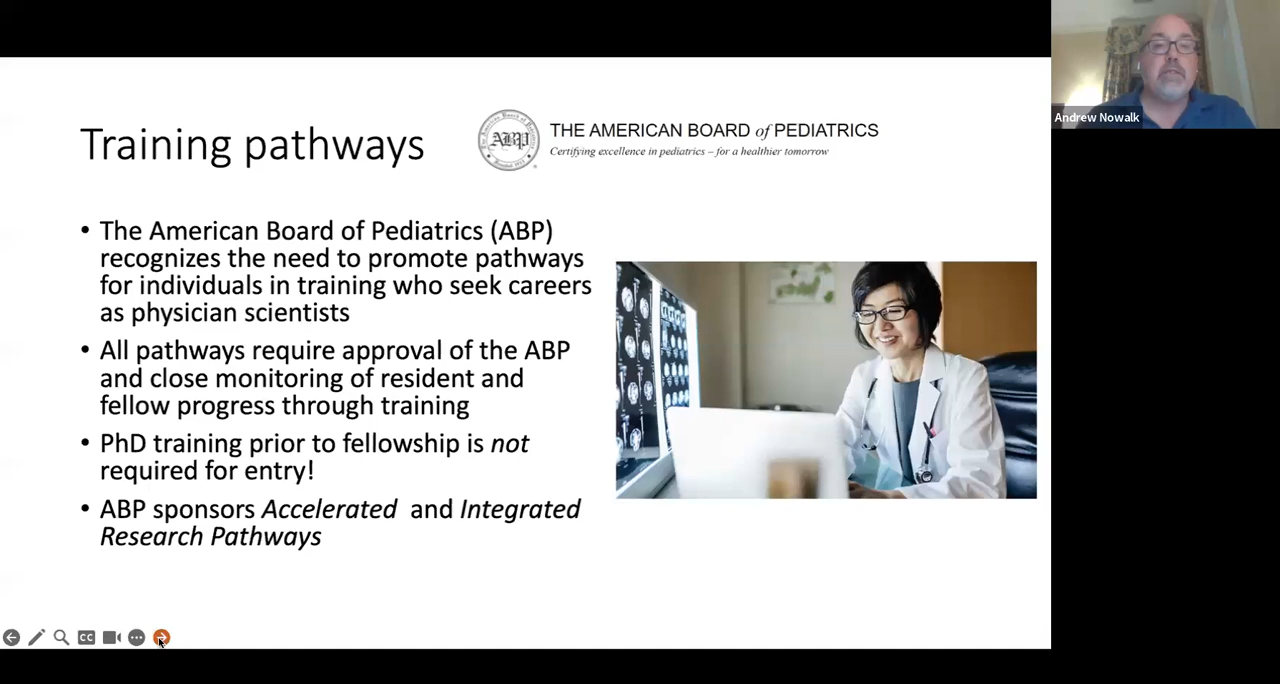 Training pathways
ABP
THE AMERICAN BOARD of PEDIATRICS
Certifying excellence in pediatrics – for a healthier tomorrow
• The American Board of Pediatrics (ABP)
recognizes the need to promote pathways
for individuals in training who seek careers
as physician scientists
• All pathways require approval of the ABP
and close monitoring of resident and
fellow progress through training
• PhD training prior to fellowship is not
required for entry!
• ABP sponsors Accelerated and Integrated
Research Pathways
CC
Andrew Nowalk